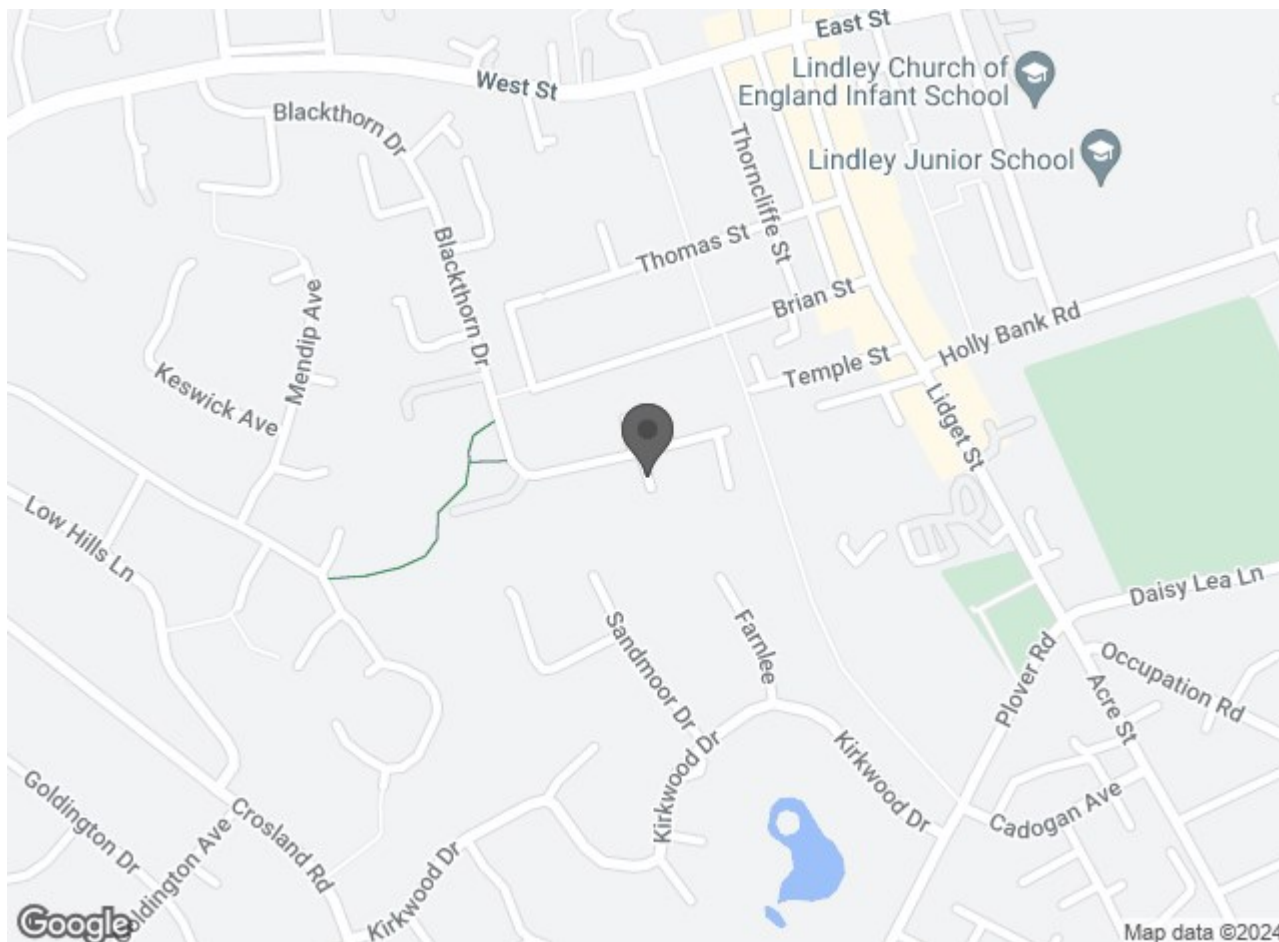 East St
West St
Lindley Church of
England Infant School
Lindley Junior School
Blackthorn Dr
Thorncliffe St
Thomas St
Blackthorn Dr
Brian St
Mendip Ave
Holly Bank Rd
Temple St
Keswick Ave
Lidget St
Low Hills Ln
Daisy Lea Ln
Sandmoor Dr
Farnlee
Plover Rd
Occupation Rd
Acre St
Kirkwood Dr
Kirkwood Dr
Goldington Dr
Goldington Ave
Crosland Rd
Cadogan Ave
Kirkwood Dr
Google
Map data ©2024